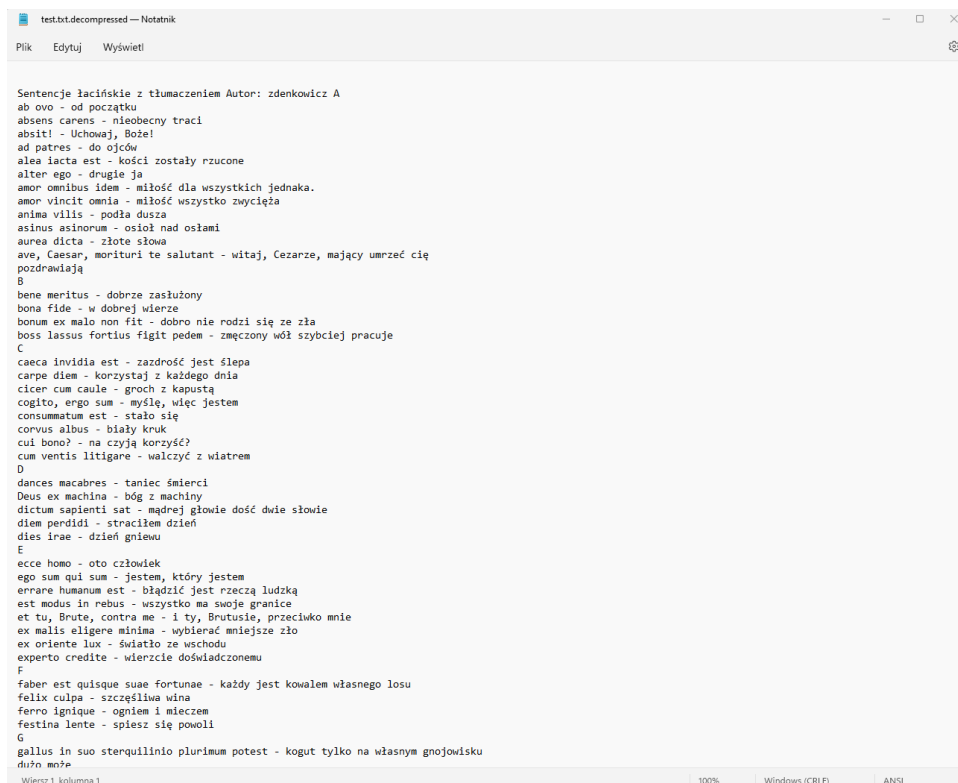 test.txt.decompressed — Notatnik
Plik Edytuj Wyświetl
Sentencje łacińskie z tłumaczeniem Autor: zdenkowicz A
ab ovo - od początku
absens carens - nieobecny traci
absit! - Uchowaj, Boże!
ad patres - do ojców
alea iacta est - kości zostały rzucone
alter ego - drugie ja
amor omnibus idem - miłość dla wszystkich jednaka.
amor vincit omnia - miłość wszystko zwycięża
anima vilis - podła dusza
asinus asinorum - osioł nad osłami
aurea dicta - złote słowa
ave, Caesar, morituri te salutant - witaj, Cezarze, mający umrzeć cię
pozdrawiają
B
bene meritus - dobrze zasłużony
bona fide - w dobrej wierze
bonum ex malo non fit - dobro nie rodzi się ze zła
boss lassus fortius figit pedem - zmęczony wół szybciej pracuje
C
caeca invidia est - zazdrość jest ślepa
carpe diem - korzystaj z każdego dnia
cicer cum caule - groch z kapustą
cogito, ergo sum - myślę, więc jestem
consummatum est - stało się
corvus albus - biały kruk
cui bono? - na czyją korzyść?
cum ventis litigare - walczyć z wiatrem
D
dances macabres - taniec śmierci
Deus ex machina - bóg z machiny
dictum sapienti sat - mądrej głowie dość dwie słowie
diem perdidi - straciłem dzień
dies irae - dzień gniewu
E
ecce homo - oto człowiek
ego sum qui sum - jestem, który jestem
errare humanum est - błądzić jest rzeczą ludzką
est modus in rebus - wszystko ma swoje granice
et tu, Brute, contra me - i ty, Brutusie, przeciwko mnie
ex malis eligere minima - wybierać mniejsze zło
ex oriente lux - światło ze wschodu
experto credite - wierzcie doświadczonemu
F
faber est quisque suae fortunae - każdy jest kowalem własnego losu
felix culpa - szczęśliwa wina
ferro ignique - ogniem i mieczem
festina lente - spiesz się powoli
G
gallus in suo sterquilinio plurimum potest - kogut tylko na własnym gnojowisku
dużo może
Wiersz 1, kolumna 1 100% Windows (CRLF) ANSI